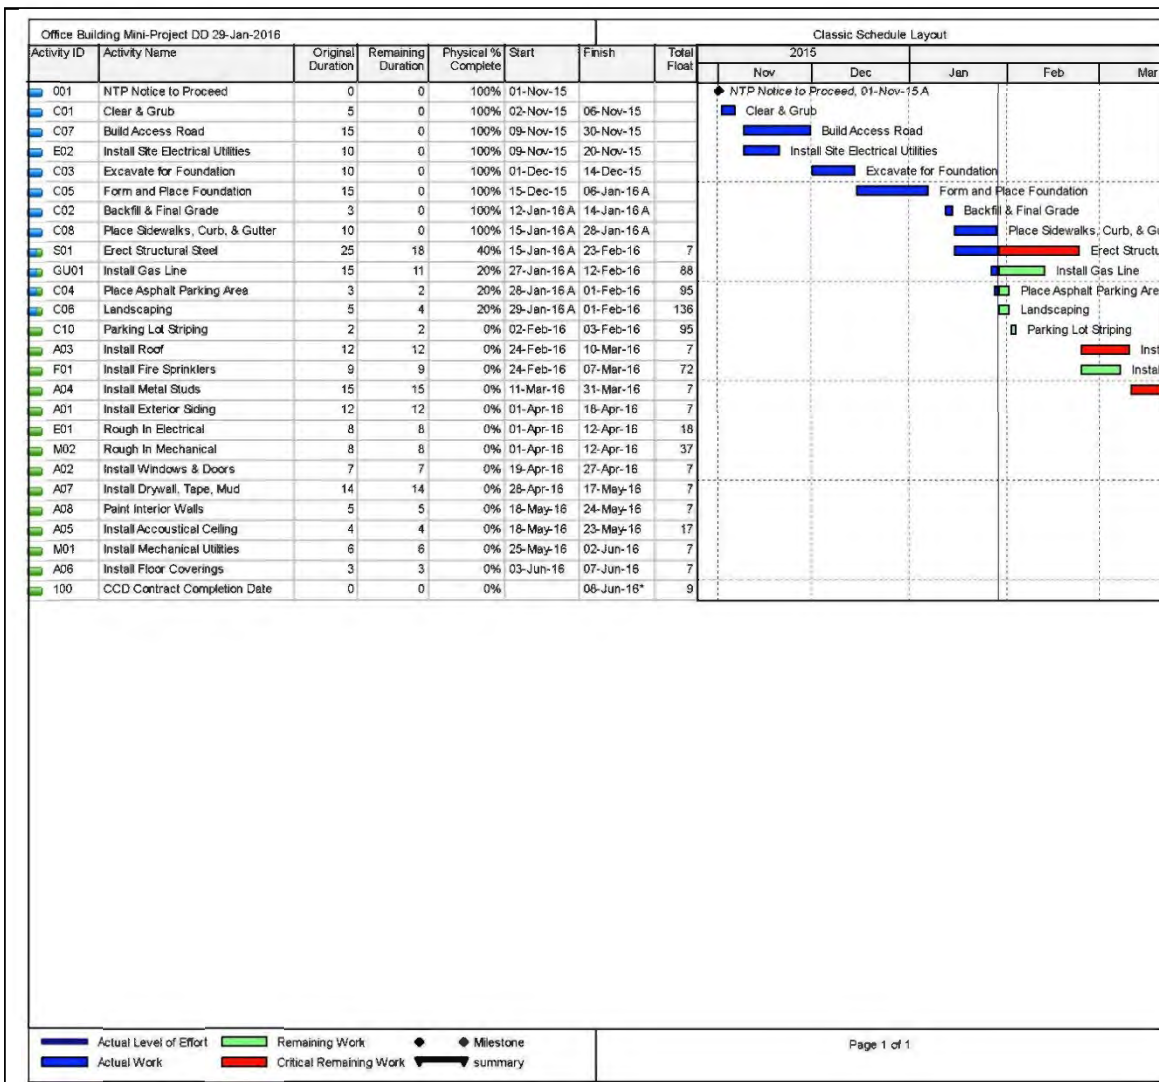 Office Building Mini-Project DD 29-Jan-2016 Classic Schedule Layout
Activity ID Activity Name Original Duration Remaining Duration Physical % Complete Start Finish Total Float 2015
Nov Dec Jan Feb Mar
001 NTP Notice to Proceed 0 0 100% 01-Nov-15 NTP Notice to Proceed, 01-Nov-15 A
C01 Clear & Grub 5 0 100% 02-Nov-15 06-Nov-15 Clear & Grub
C07 Build Access Road 15 0 100% 09-Nov-15 30-Nov-15 Build Access Road
E02 Install Site Electrical Utilities 10 0 100% 09-Nov-15 20-Nov-15 Install Site Electrical Utilities
C03 Excavate for Foundation 10 0 100% 01-Dec-15 14-Dec-15 Excavate for Foundation
C05 Form and Place Foundation 15 0 100% 15-Dec-15 06-Jan-16 A Form and Place Foundation
C02 Backfill & Final Grade 3 0 100% 12-Jan-16 A 14-Jan-16 A Backfill & Final Grade
C08 Place Sidewalks, Curb, & Gutter 10 0 100% 15-Jan-16 A 28-Jan-16 A Place Sidewalks, Curb, & Gu
S01 Erect Structural Steel 25 18 40% 15-Jan-16 A 23-Feb-16 7 Erect Structu
GU01 Install Gas Line 15 11 20% 27-Jan-16 A 12-Feb-16 88 Install Gas Line
C04 Place Asphalt Parking Area 3 2 20% 28-Jan-16 A 01-Feb-16 95 Place Asphalt Parking Are
C06 Landscaping 5 4 20% 29-Jan-16 A 01-Feb-16 136 Landscaping
C10 Parking Lot Striping 2 2 0% 02-Feb-16 03-Feb-16 95 Parking Lot Striping
A03 Install Roof 12 12 0% 24-Feb-16 10-Mar-16 7 Inst
F01 Install Fire Sprinklers 9 9 0% 24-Feb-16 07-Mar-16 72 Instal
A04 Install Metal Studs 15 15 0% 11-Mar-16 31-Mar-16 7
A01 Install Exterior Siding 12 12 0% 01-Apr-16 18-Apr-16 7
E01 Rough In Electrical 8 8 0% 01-Apr-16 12-Apr-16 18
M02 Rough In Mechanical 8 8 0% 01-Apr-16 12-Apr-16 37
A02 Install Windows & Doors 7 7 0% 19-Apr-16 27-Apr-16 7
A07 Install Drywall, Tape, Mud 14 14 0% 28-Apr-16 17-May-16 7
A08 Paint Interior Walls 5 5 0% 18-May-16 24-May-16 7
A05 Install Accoustical Ceiling 4 4 0% 18-May-16 23-May-16 17
M01 Install Mechanical Utilities 6 6 0% 25-May-16 02-Jun-16 7
A06 Install Floor Coverings 3 3 0% 03-Jun-16 07-Jun-16 7
100 CCD Contract Completion Date 0 0 0% 08-Jun-16* 9
Actual Level of Effort Remaining Work Milestone
Actual Work Critical Remaining Work summary
Page 1 of 1